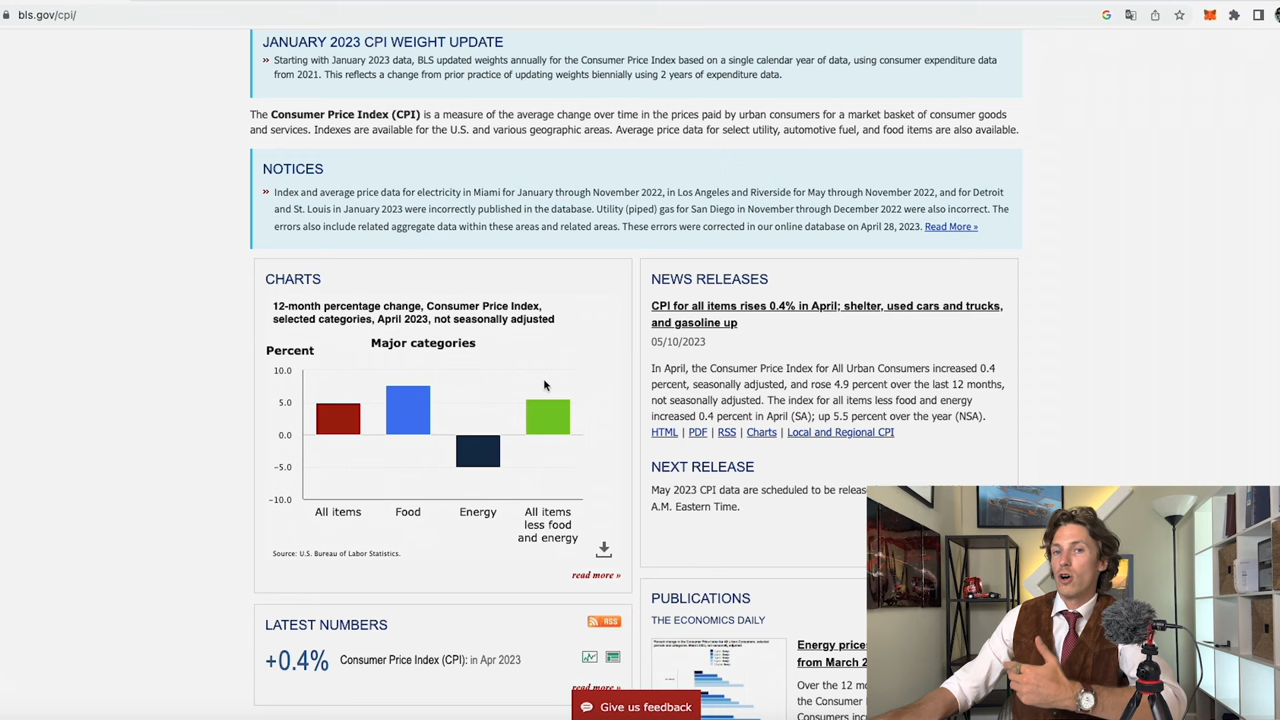 bls.gov/cpi/
JANUARY 2023 CPI WEIGHT UPDATE
» Starting with January 2023 data, BLS updated weights annually for the Consumer Price Index based on a single calendar year of data, using consumer expenditure data
from 2021. This reflects a change from prior practice of updating weights biennially using 2 years of expenditure data.
The Consumer Price Index (CPI) is a measure of the average change over time in the prices paid by urban consumers for a market basket of consumer goods
and services. Indexes are available for the U.S. and various geographic areas. Average price data for select utility, automotive fuel, and food items are also available.
NOTICES
» Index and average price data for electricity in Miami for January through November 2022, in Los Angeles and Riverside for May through November 2022, and for Detroit
and St. Louis in January 2023 were incorrectly published in the database. Utility (piped) gas for San Diego in November through December 2022 were also incorrect. The
errors also include related aggregate data within these areas and related areas. These errors were corrected in our online database on April 28, 2023. Read More »
CHARTS
12-month percentage change, Consumer Price Index,
selected categories, April 2023, not seasonally adjusted
Major categories
Percent
10.0
5.0
0.0
−5.0
−10.0
All items
Food
Energy
All items
less food
and energy
Source: U.S. Bureau of Labor Statistics.
read more »
NEWS RELEASES
CPI for all items rises 0.4% in April; shelter, used cars and trucks,
and gasoline up
05/10/2023
In April, the Consumer Price Index for All Urban Consumers increased 0.4
percent, seasonally adjusted, and rose 4.9 percent over the last 12 months,
not seasonally adjusted. The index for all items less food and energy
increased 0.4 percent in April (SA); up 5.5 percent over the year (NSA).
HTML | PDF | RSS | Charts | Local and Regional CPI
NEXT RELEASE
May 2023 CPI data are scheduled to be releas
A.M. Eastern Time.
LATEST NUMBERS
RSS
+0.4% Consumer Price Index (CPI): in Apr 2023
read more »
PUBLICATIONS
THE ECONOMICS DAILY
Energy price
from March 2
Over the 12 m
the Consumer
Consumers inc
Give us feedback